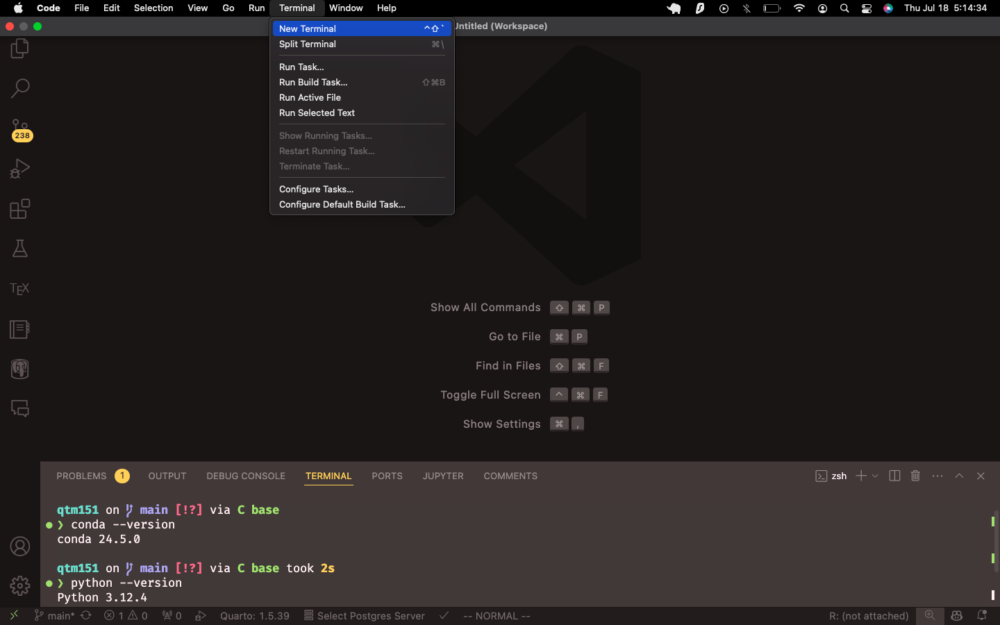 Code File Edit Selection View Go Run Terminal Window Help Thu Jul 18 5:14:34
Untitled (Workspace)
New Terminal ^⇧`
Split Terminal ⌘\
Run Task...
Run Build Task... ⇧⌘B
Run Active File
Run Selected Text
Show Running Tasks...
Restart Running Task...
Terminate Task...
Configure Tasks...
Configure Default Build Task...
238
TEX
Show All Commands ⇧ ⌘ P
Go to File ⌘ P
Find in Files ⇧ ⌘ F
Toggle Full Screen ^ ⌘ F
Show Settings ⌘ ,
PROBLEMS 1 OUTPUT DEBUG CONSOLE TERMINAL PORTS JUPYTER COMMENTS zsh
qtm151 on main [!?] via C base
❯ conda --version
conda 24.5.0
qtm151 on main [!?] via C base took 2s
❯ python --version
Python 3.12.4
main* 1 0 0 Quarto: 1.5.39 Select Postgres Server -- NORMAL -- R: (not attached)